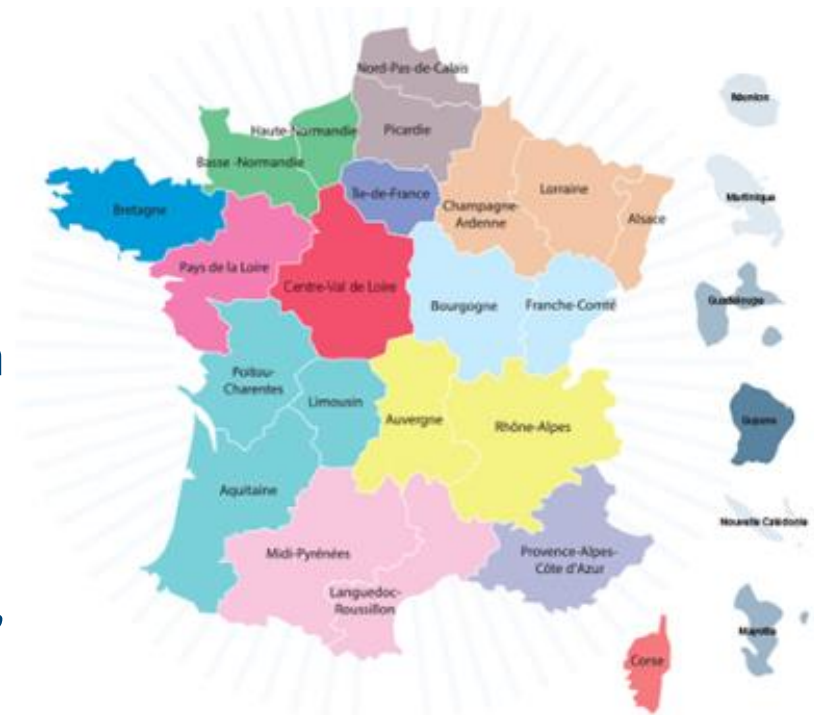 Nord-Pas-de-Calais
Réunion
Haute-Normandie
Picardie
Basse -Normandie
Île-de-France
Lorraine
Martinique
Bretagne
Champagne-
Ardenne
Alsace
Pays de la Loire
Centre-Val de Loire
Bourgogne
Franche-Comté
Guadeloupe
Poitou-
Charentes
Limousin
Auvergne
Rhône-Alpes
Guyane
Aquitaine
Nouvelle Calédonie
Midi-Pyrénées
Provence-Alpes-
Côte d'Azur
Languedoc-
Roussillon
Mayotte
Corse